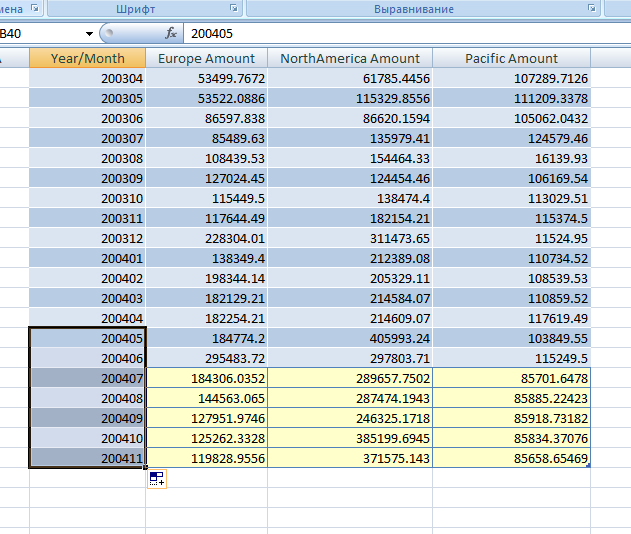 мена Шрифт Выравнивание
B40 fx 200405
Year/Month Europe Amount NorthAmerica Amount Pacific Amount
200304 53499.7672 61785.4456 107289.7126
200305 53522.0886 115329.8556 111209.3378
200306 86597.838 86620.1594 105062.0432
200307 85489.63 135979.41 124579.46
200308 108439.53 154464.33 16139.93
200309 127024.45 124454.46 106169.54
200310 115449.5 138474.4 113029.51
200311 117644.49 182154.21 115374.5
200312 228304.01 311473.65 11524.95
200401 138349.4 212389.08 110734.52
200402 198344.14 205329.11 108539.53
200403 182129.21 214584.07 110859.52
200404 182254.21 214609.07 117619.49
200405 184774.2 405993.24 103849.55
200406 295483.72 297803.71 115249.5
200407 184306.0352 289657.7502 85701.6478
200408 144563.065 287474.1943 85885.22423
200409 127951.9746 246325.1718 85918.73182
200410 125262.3328 385199.6945 85834.37076
200411 119828.9556 371575.143 85658.65469